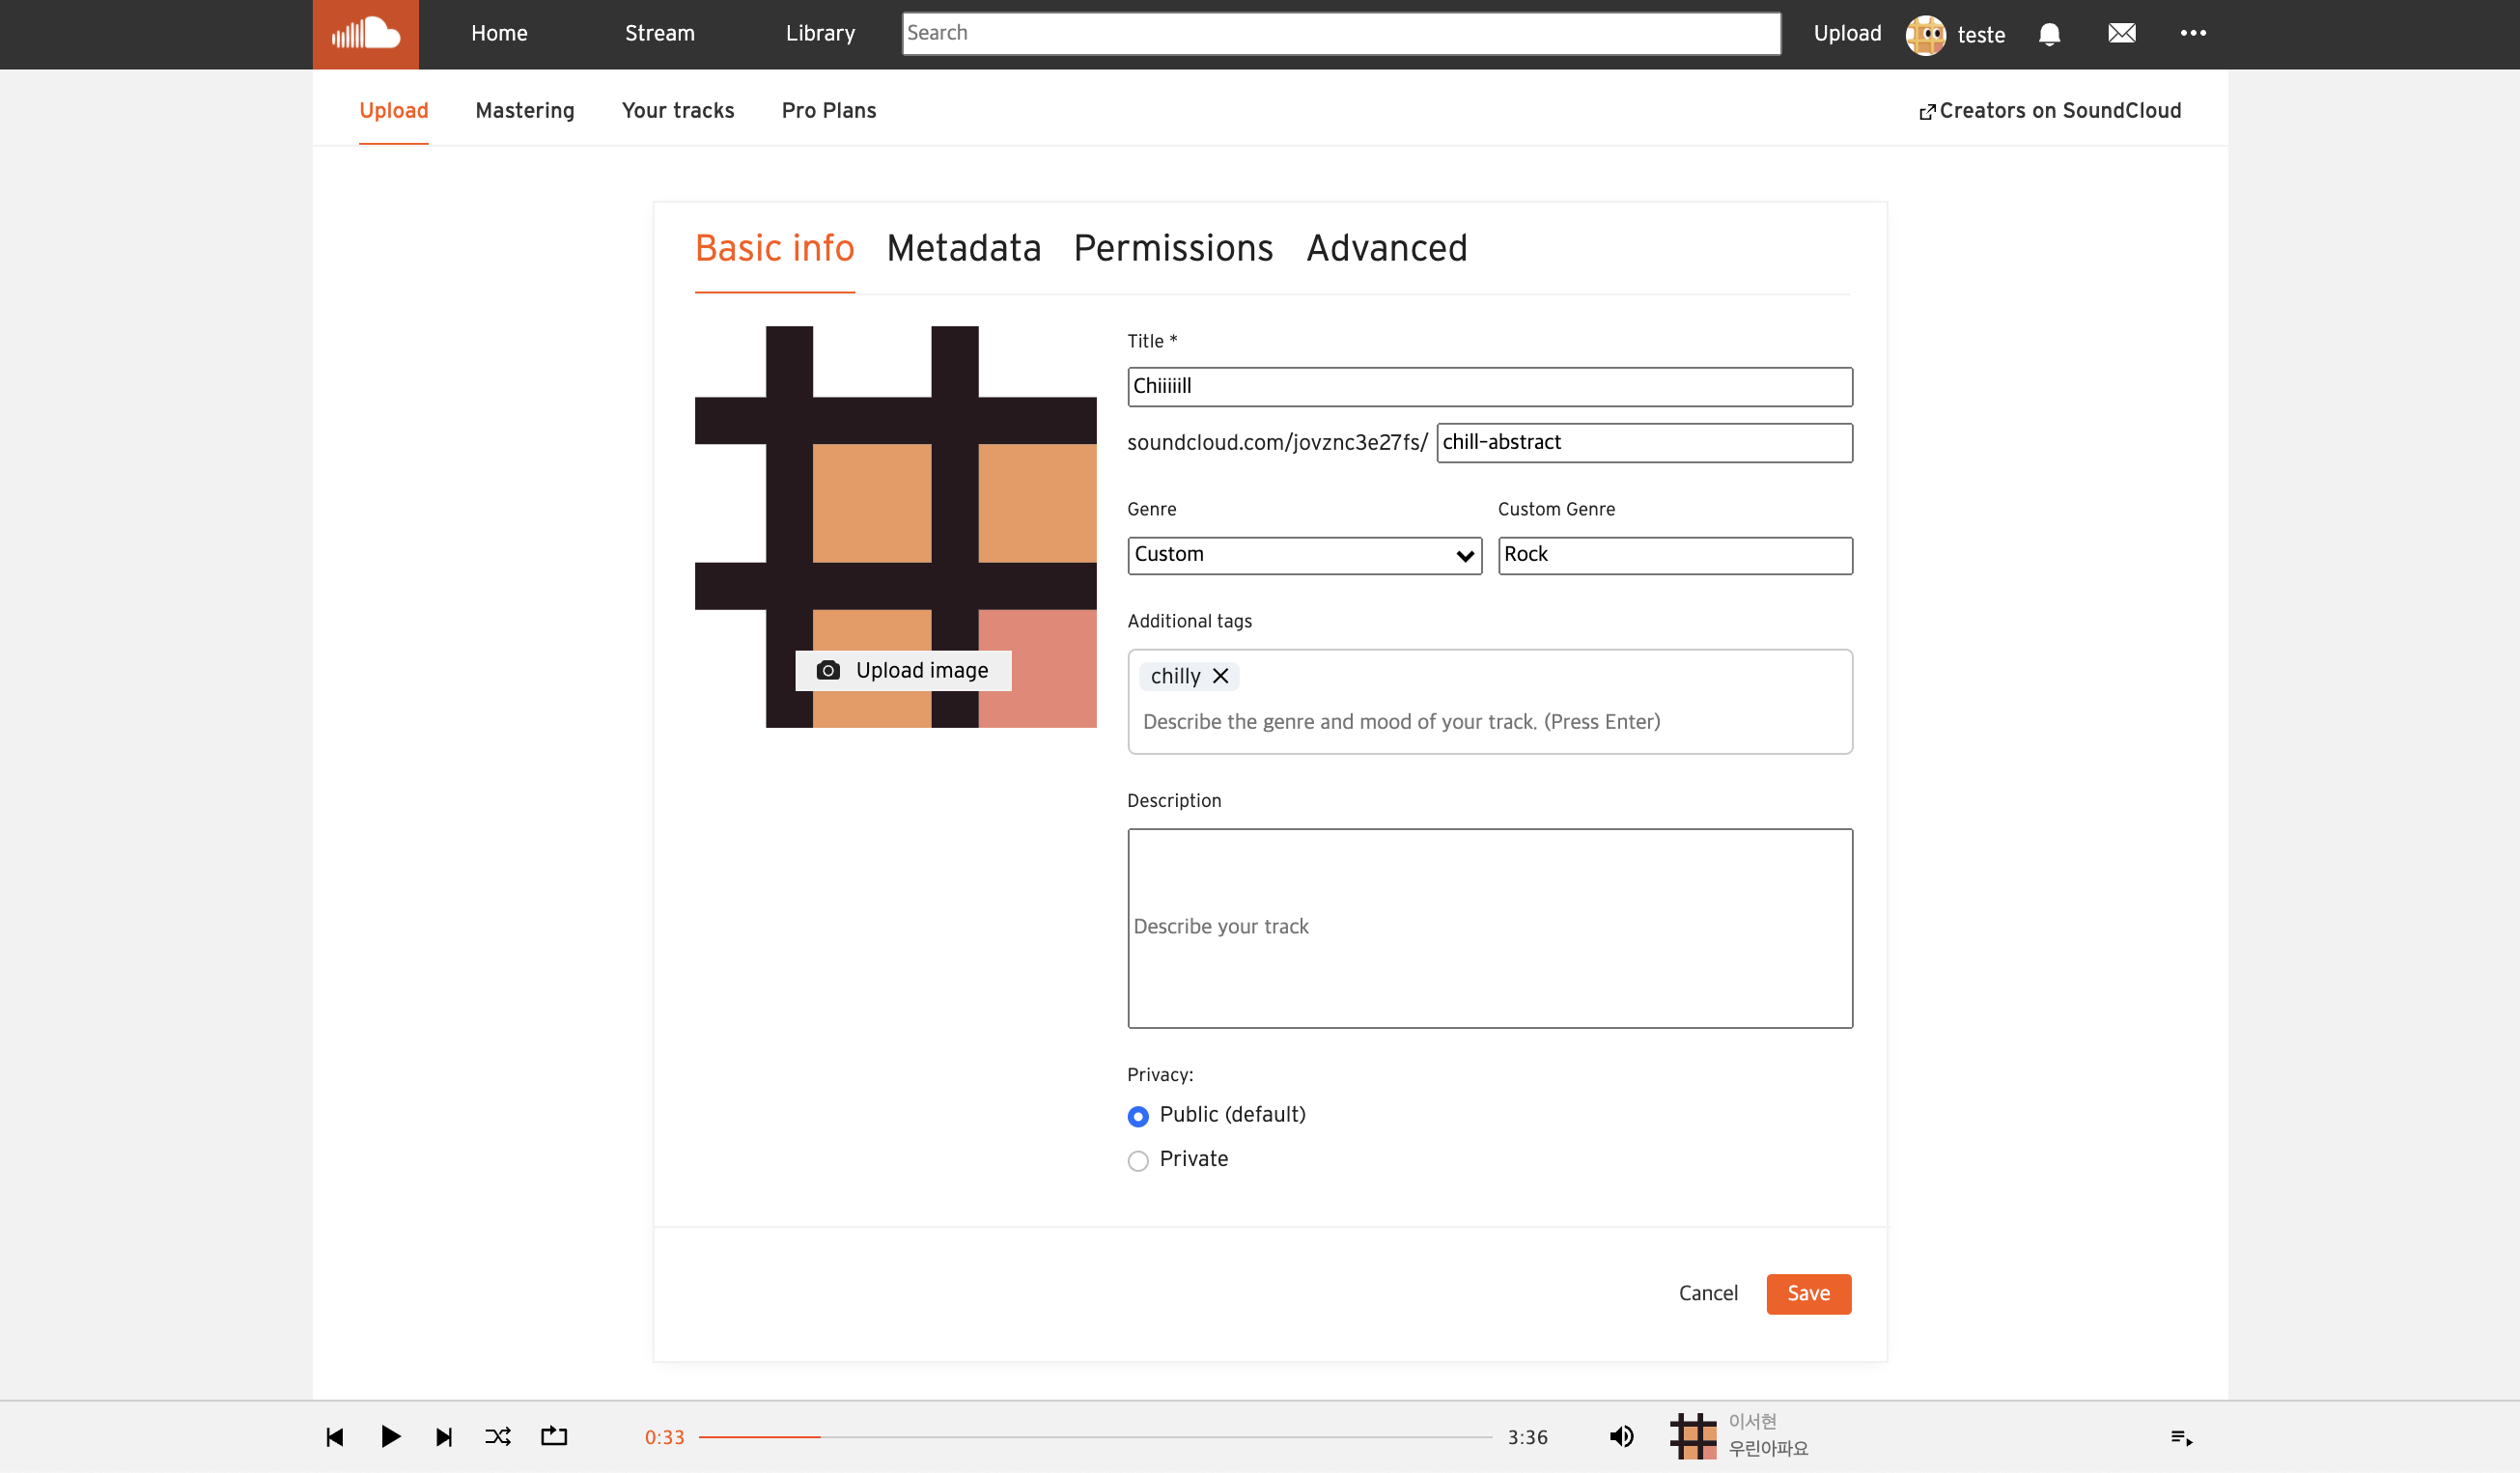 Home Stream Library Search Upload teste
Upload Mastering Your tracks Pro Plans Creators on SoundCloud
Basic info Metadata Permissions Advanced
Title *
Chiiiiill
soundcloud.com/jovznc3e27fs/ chill-abstract
Genre Custom Genre
Custom Rock
Additional tags
chilly
Upload image
Describe the genre and mood of your track. (Press Enter)
Description
Describe your track
Privacy:
Public (default)
Private
Cancel Save
0:33 3:36
이서현
우린아파요